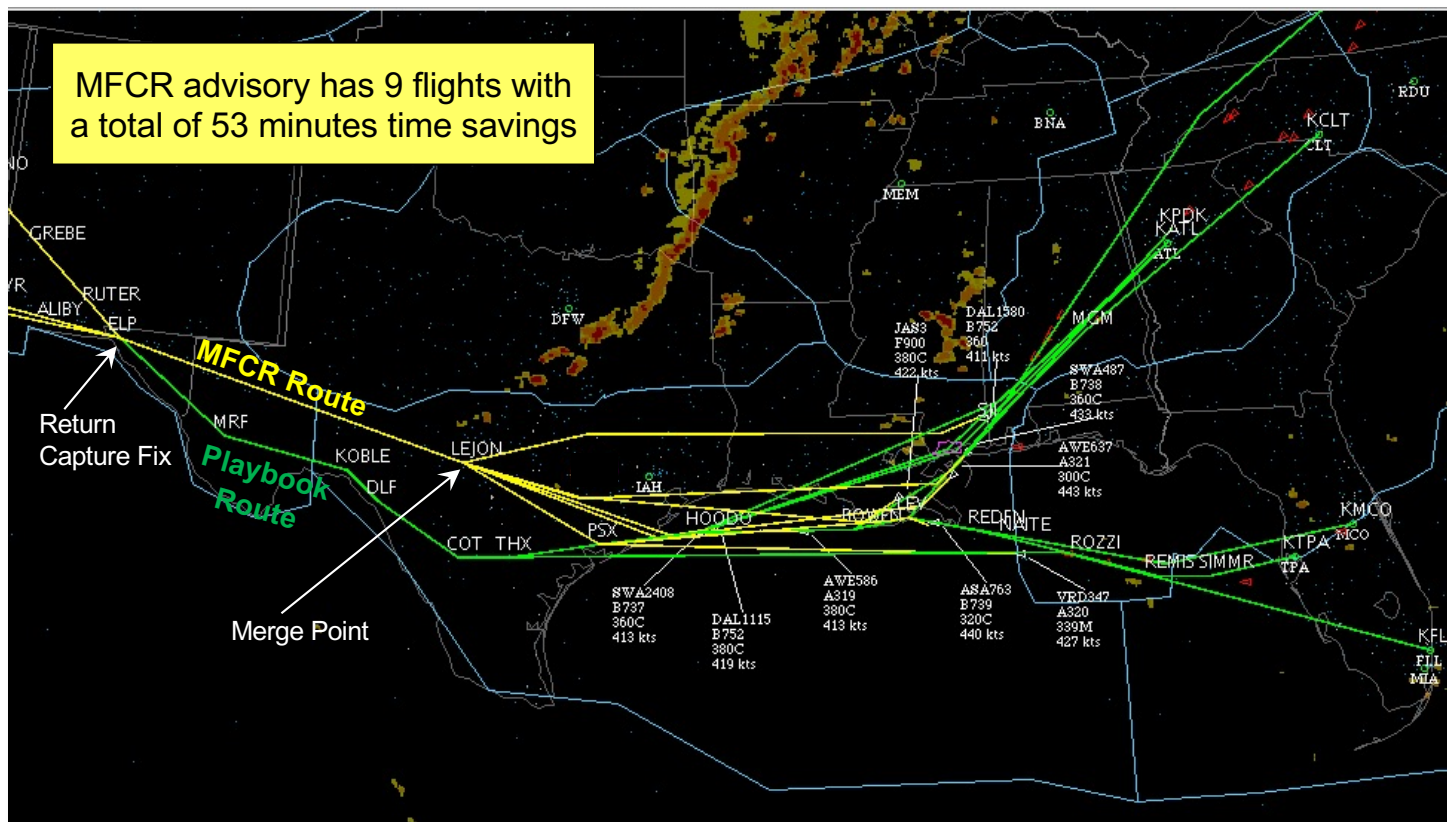 MFCR advisory has 9 flights with
a total of 53 minutes time savings
NO
GREBE
VR
ALIBY
RUTER
ELP
MFCR Route
Return
Capture Fix
MRF
Playbook
Route
KOBLE
DLF
COT THX
LEJON
Merge Point
DFW
IAH
PSX
HOODO
MEM
BNA
RDU
KCLT
CLT
KPDK
KATL
ATL
MGM
JAS3
F900
380C
422 kts
DAL1580
B752
360
411 kts
SWA487
B738
360C
433 kts
AWE637
A321
300C
443 kts
LEV
REDFN
ROZZI
REMIS
SIMMR
KMCO
MCO
KTPA
TPA
KFL
FLL
MIA
SWA2408
B737
360C
413 kts
DAL1115
B752
380C
419 kts
AWE586
A319
380C
413 kts
ASA763
B739
320C
440 kts
VRD347
A320
339M
427 kts